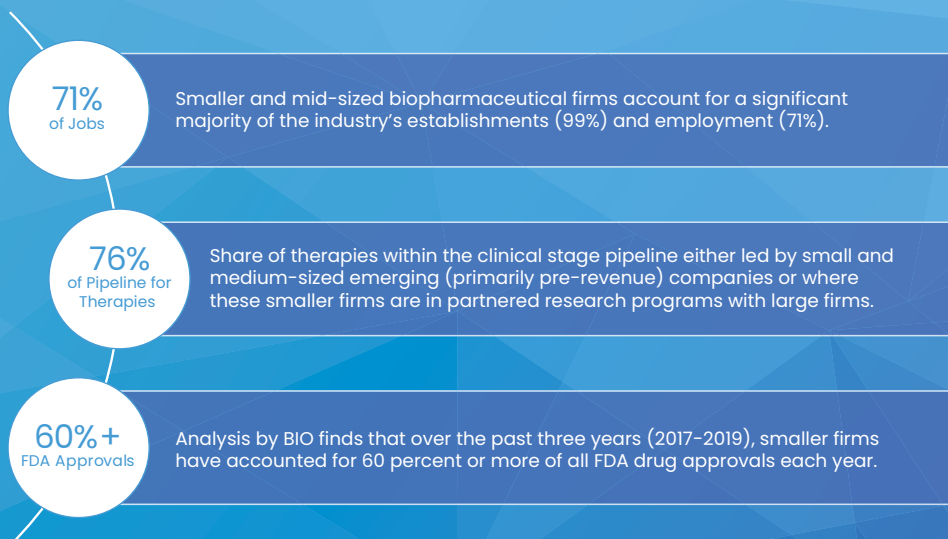 71%
of Jobs
Smaller and mid-sized biopharmaceutical firms account for a significant
majority of the industry’s establishments (99%) and employment (71%).
76%
of Pipeline for
Therapies
Share of therapies within the clinical stage pipeline either led by small and
medium-sized emerging (primarily pre-revenue) companies or where
these smaller firms are in partnered research programs with large firms.
60%+
FDA Approvals
Analysis by BIO finds that over the past three years (2017-2019), smaller firms
have accounted for 60 percent or more of all FDA drug approvals each year.